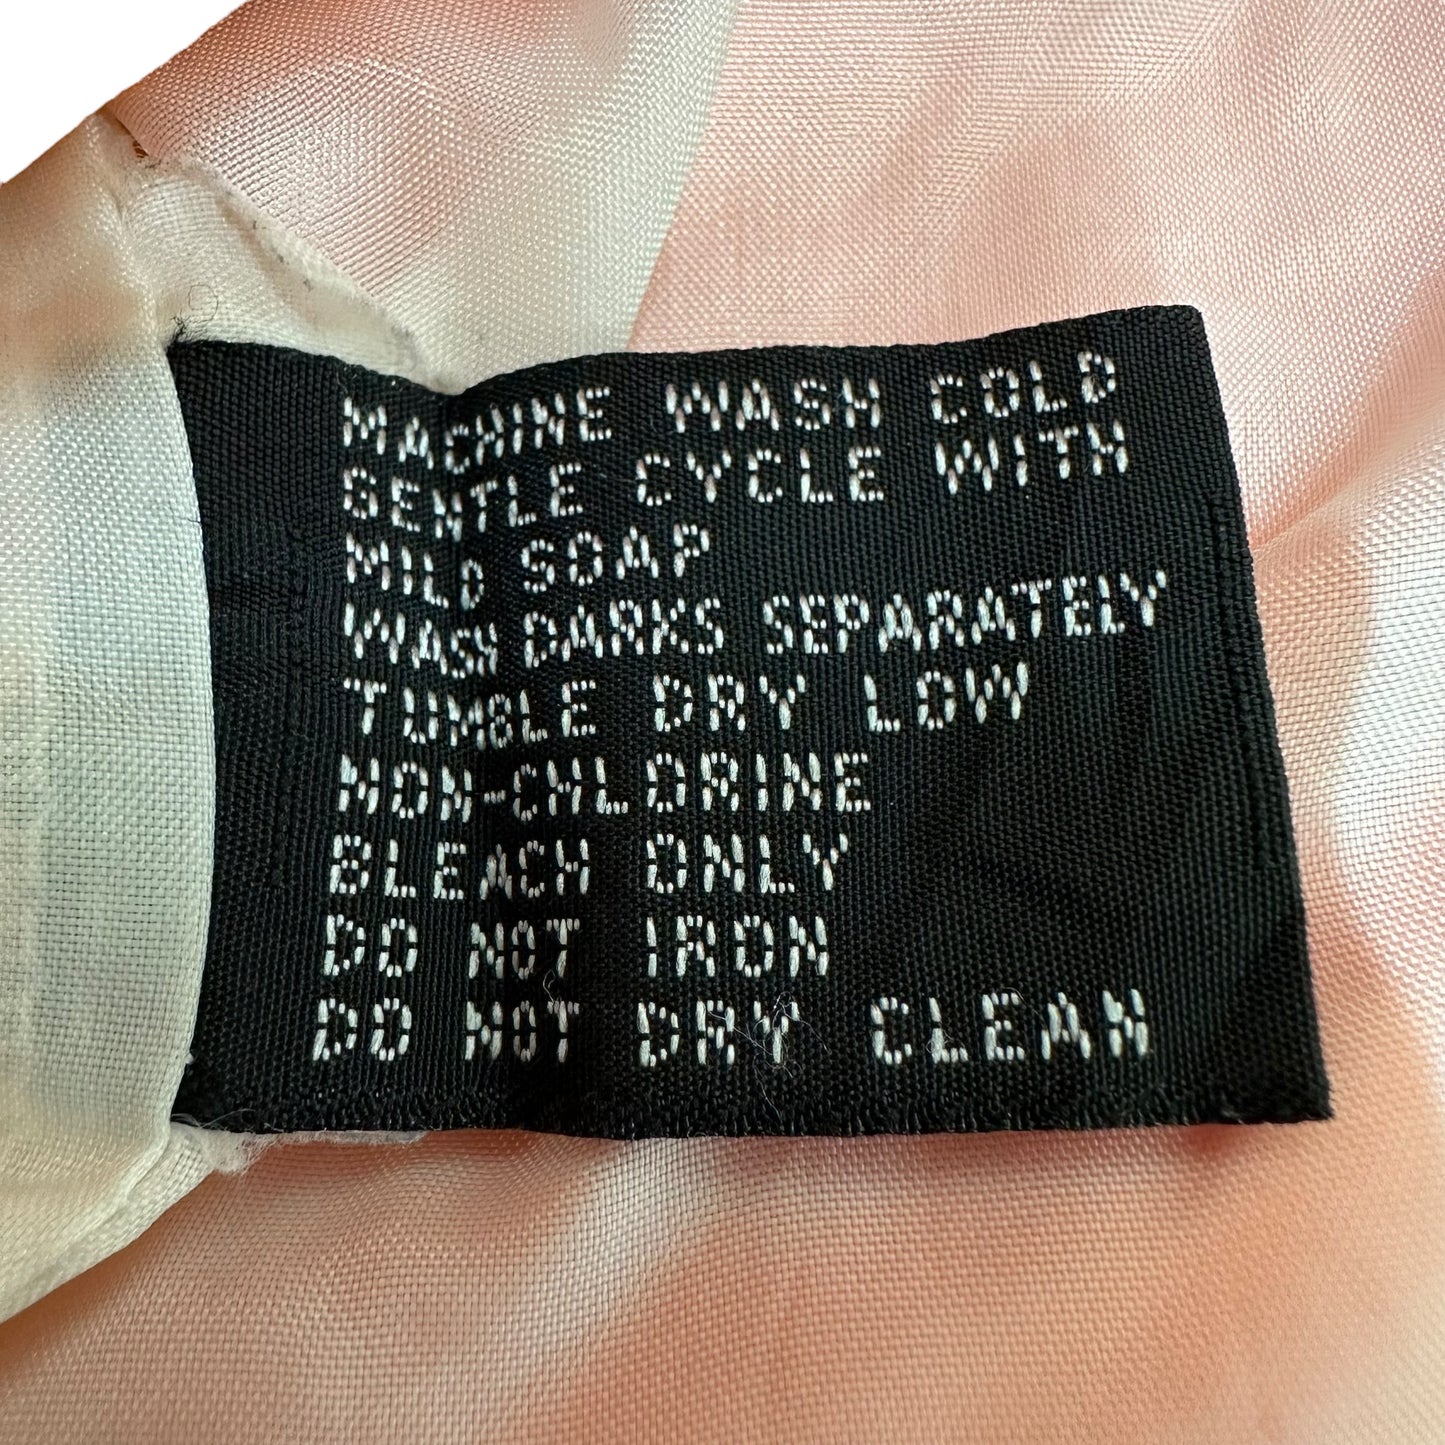 MACHINE WASH COLD
GENTLE CYCLE WITH
MILD SOAP
WASH DARKS SEPARATELY
TUMBLE DRY LOW
NON-CHLORINE
BLEACH ONLY
DO NOT IRON
DO NOT DRY CLEAN